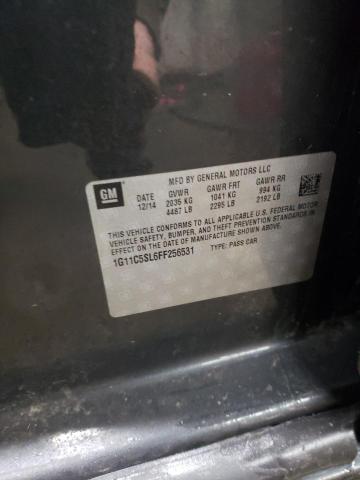 GM
MFD BY GENERAL MOTORS LLC
DATE GVWR GAWR FRT GAWR RR
12/14 2035 KG 1041 KG 994 KG
4487 LB 2295 LB 2192 LB
THIS VEHICLE CONFORMS TO ALL APPLICABLE U.S. FEDERAL MOTOR
VEHICLE SAFETY, BUMPER, AND THEFT PREVENTION STANDARDS IN
EFFECT ON THE DATE OF MANUFACTURE SHOWN ABOVE.
1G11C5SL6FF256531 TYPE: PASS CAR